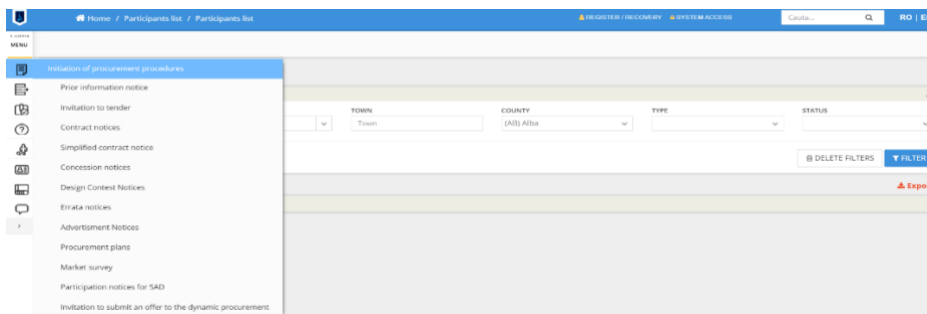 Home / Participants list / Participants list
REGISTER / RECOVERY
SYSTEM ACCESS
Cauta...
RO | E
MENU
Initiation of procurement procedures
Prior information notice
Invitation to tender
Contract notices
Simplified contract notice
Concession notices
Design Contest Notices
Errata notices
Advertisment Notices
Procurement plans
Market survey
Participation notices for SAD
Invitation to submit an offer to the dynamic procurement
TOWN
COUNTY
TYPE
STATUS
Town
(AB) Alba
DELETE FILTERS
FILTER
Expo